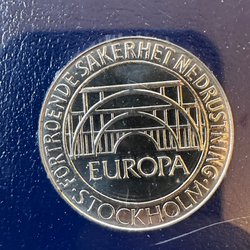 ·FÖRTROENDE·SÄKERHET·NEDRUSTNING·
EUROPA
STOCKHOLM